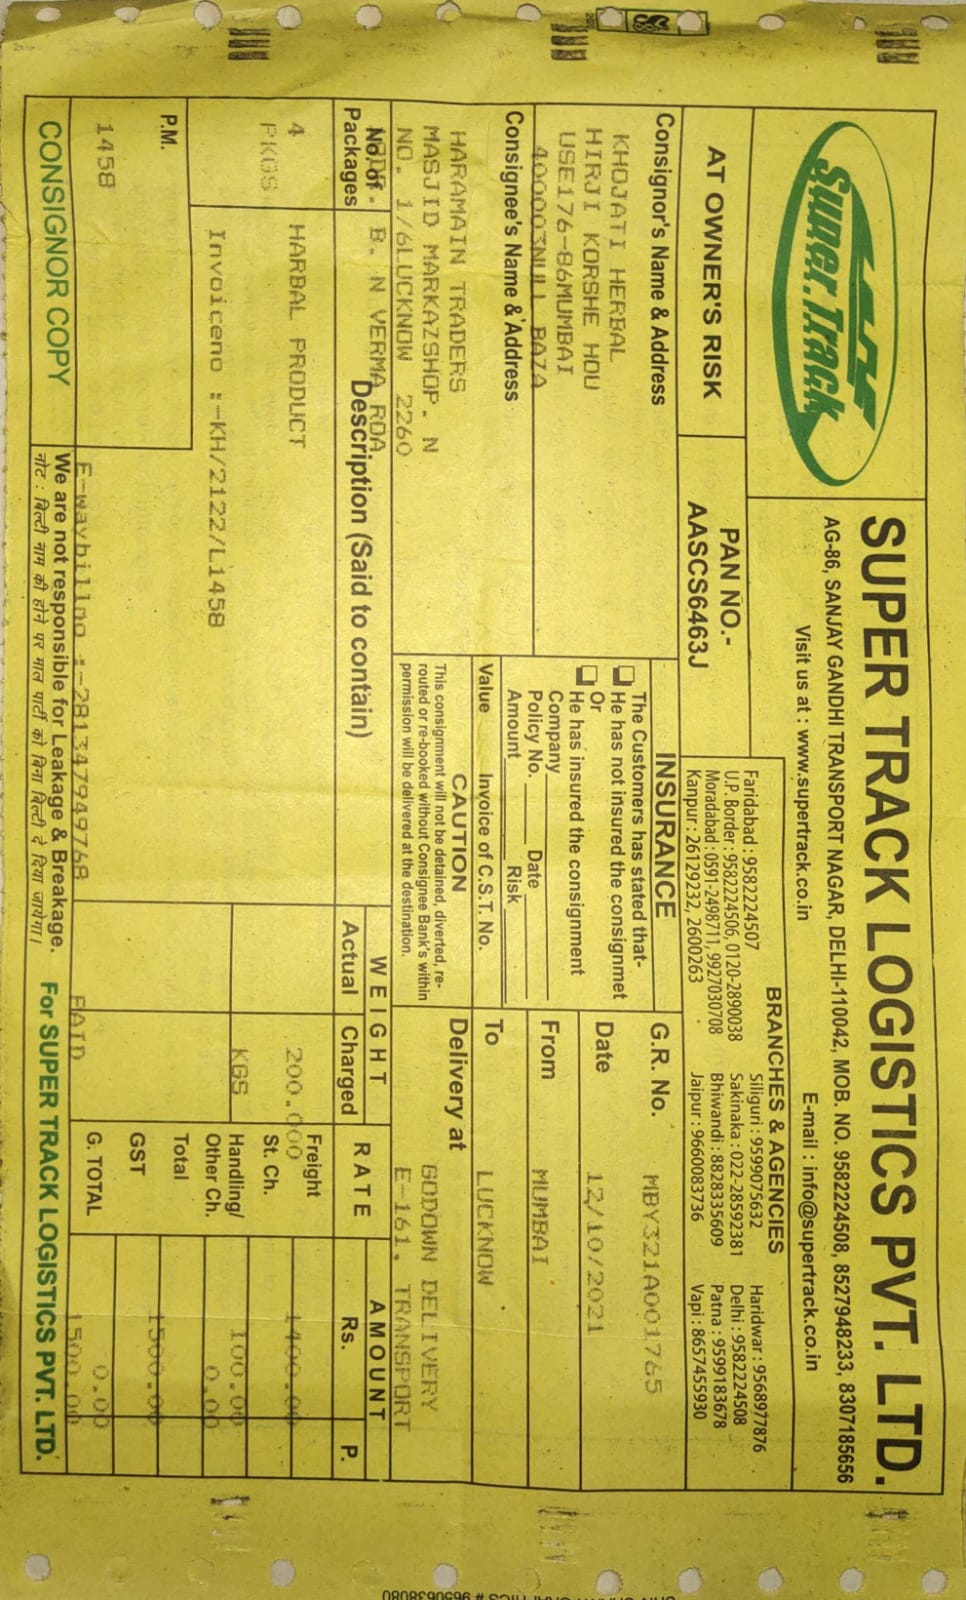 Super Track
SUPER TRACK LOGISTICS PVT. LTD.
AG-86, SANJAY GANDHI TRANSPORT NAGAR, DELHI-110042, MOB. NO. 9582224508, 8527948233, 8307185656
Visit us at : www.supertrack.co.in E-mail : info@supertrack.co.in
AT OWNER'S RISK
PAN NO.-
AASCS6463J
BRANCHES & AGENCIES
Faridabad : 9582224507 Siliguri : 9599075632 Haridwar : 9568977876
U.P. Border : 9582224506, 0120-2890038 Sakinaka : 022-28592381 Delhi : 9582224508
Moradabad : 0591-2498711, 9927030708 Bhiwandi : 8828335609 Patna : 9599183678
Kanpur : 26129232, 2600263 Jaipur : 9660083736 Vapi : 8657455930
Consignor's Name & Address
KHOJATI HERBAL
HIRJI KORSHE HOU
USE176-86MUMBAI
400003NULL BAZA
Consignee's Name & Address
HARAMAIN TRADERS
MASJID MARKAZSHOP. N
NO. 1/6LUCKNOW 2260
B. N VERMA ROA
INSURANCE
The Customers has stated that-
He has not insured the consignmet
Or
He has insured the consignment
Company
Policy No. Date
Amount Risk
Value Invoice of C.S.T. No.
CAUTION
This consignment will not be detained, diverted, re-
routed or re-booked without Consignee Bank's within
permission will be delivered at the destination.
G.R. No. MBY321A001765
Date 12/10/2021
From MUMBAI
To LUCKNOW
Delivery at GODOWN DELIVERY
E-161. TRANSPORT
No. of
Packages
Description (Said to contain)
WEIGHT
Actual Charged
RATE
AMOUNT
Rs. P.
4
PKGS
HARBAL PRODUCT
Invoiceno :-KH/2122/L1458
200.000
KGS
Freight 1400.00
St. Ch.
Handling/ 100.00
Other Ch. 0.00
Total 1500.00
GST 0.00
G. TOTAL 1500.00
P.M.
1458
E-waybillno :-281347949768
PAID
CONSIGNOR COPY
We are not responsible for Leakage & Breakage.
नोट : बिल्टी नाम की होने पर माल पार्टी को बिना बिल्टी दे दिया जायेगा।
For SUPER TRACK LOGISTICS PVT. LTD.